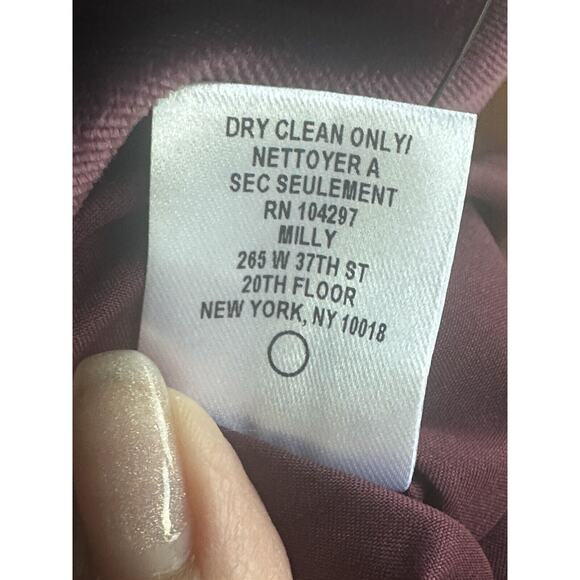 DRY CLEAN ONLY/
NETTOYER A
SEC SEULEMENT
RN 104297
MILLY
265 W 37TH ST
20TH FLOOR
NEW YORK, NY 10018